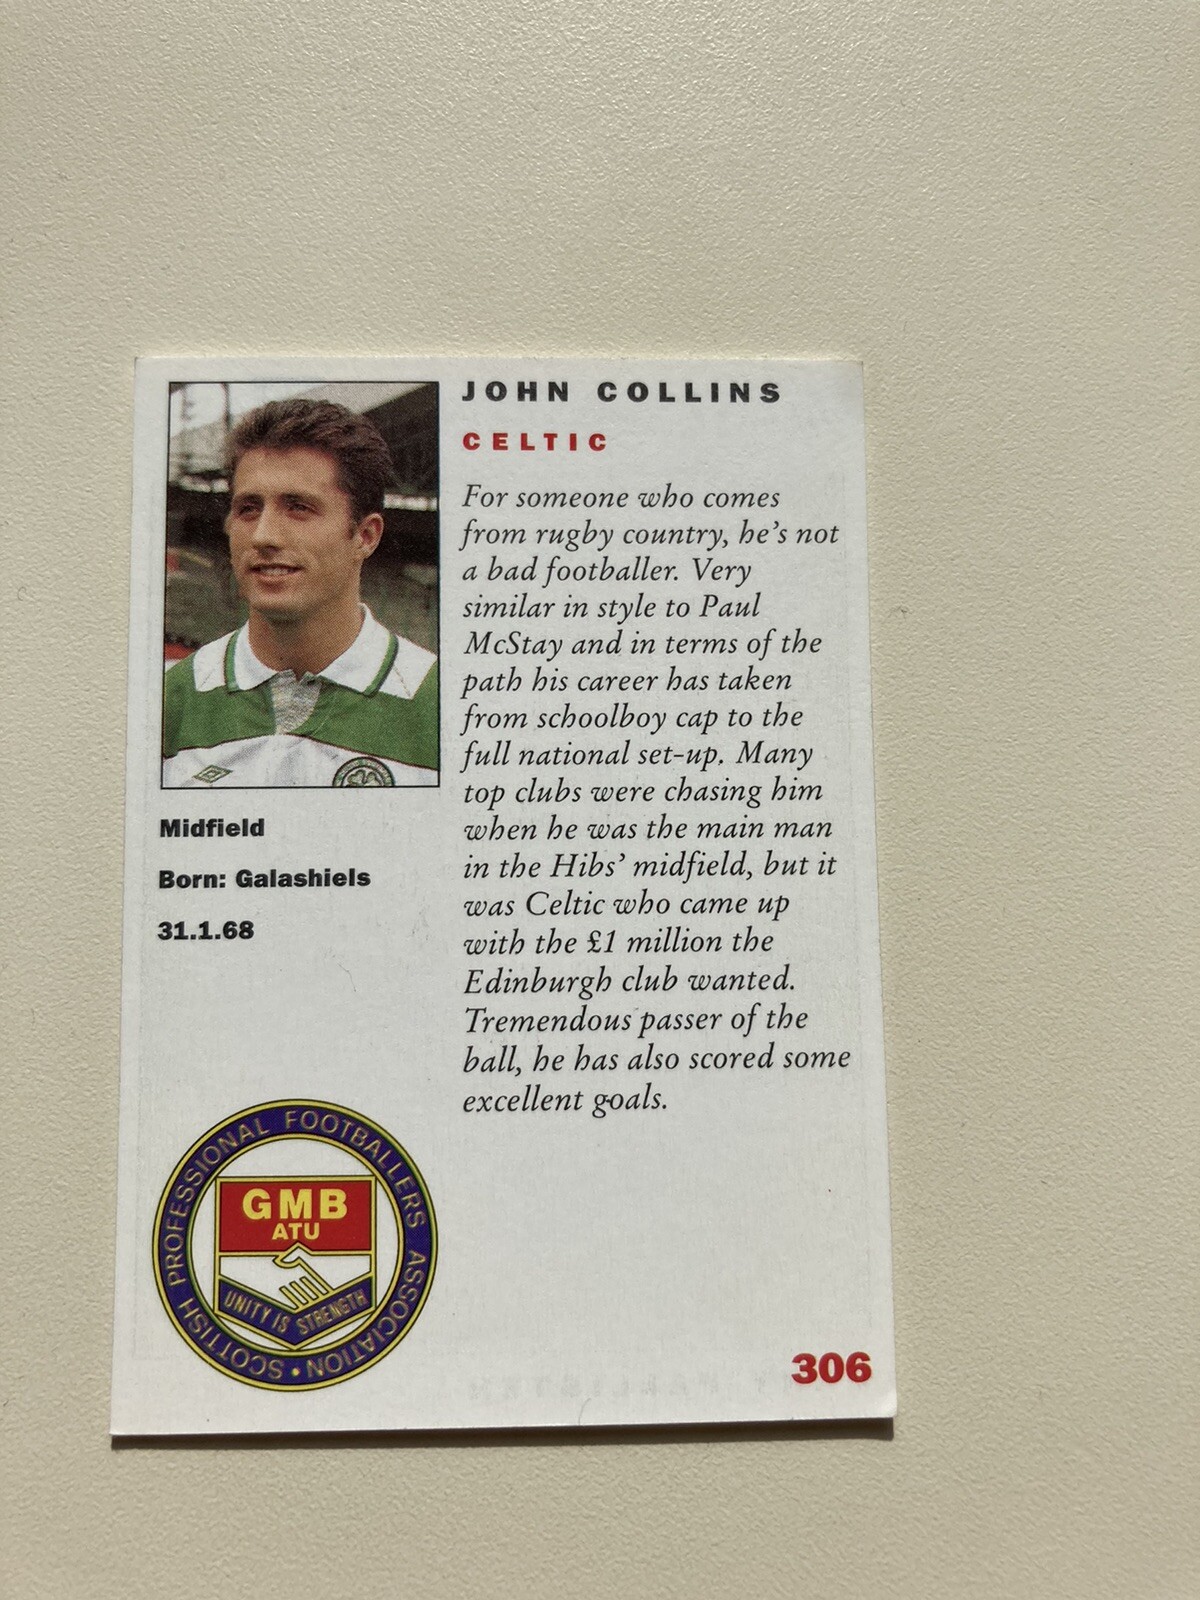 JOHN COLLINS
CELTIC
For someone who comes
from rugby country, he's not
a bad footballer. Very
similar in style to Paul
McStay and in terms of the
path his career has taken
from schoolboy cap to the
full national set-up. Many
top clubs were chasing him
when he was the main man
in the Hibs' midfield, but it
was Celtic who came up
with the £1 million the
Edinburgh club wanted.
Tremendous passer of the
ball, he has also scored some
excellent goals.
Midfield
Born: Galashiels
31.1.68
SCOTTISH PROFESSIONAL FOOTBALLERS ASSOCIATION •
GMB
ATU
UNITY IS STRENGTH
306